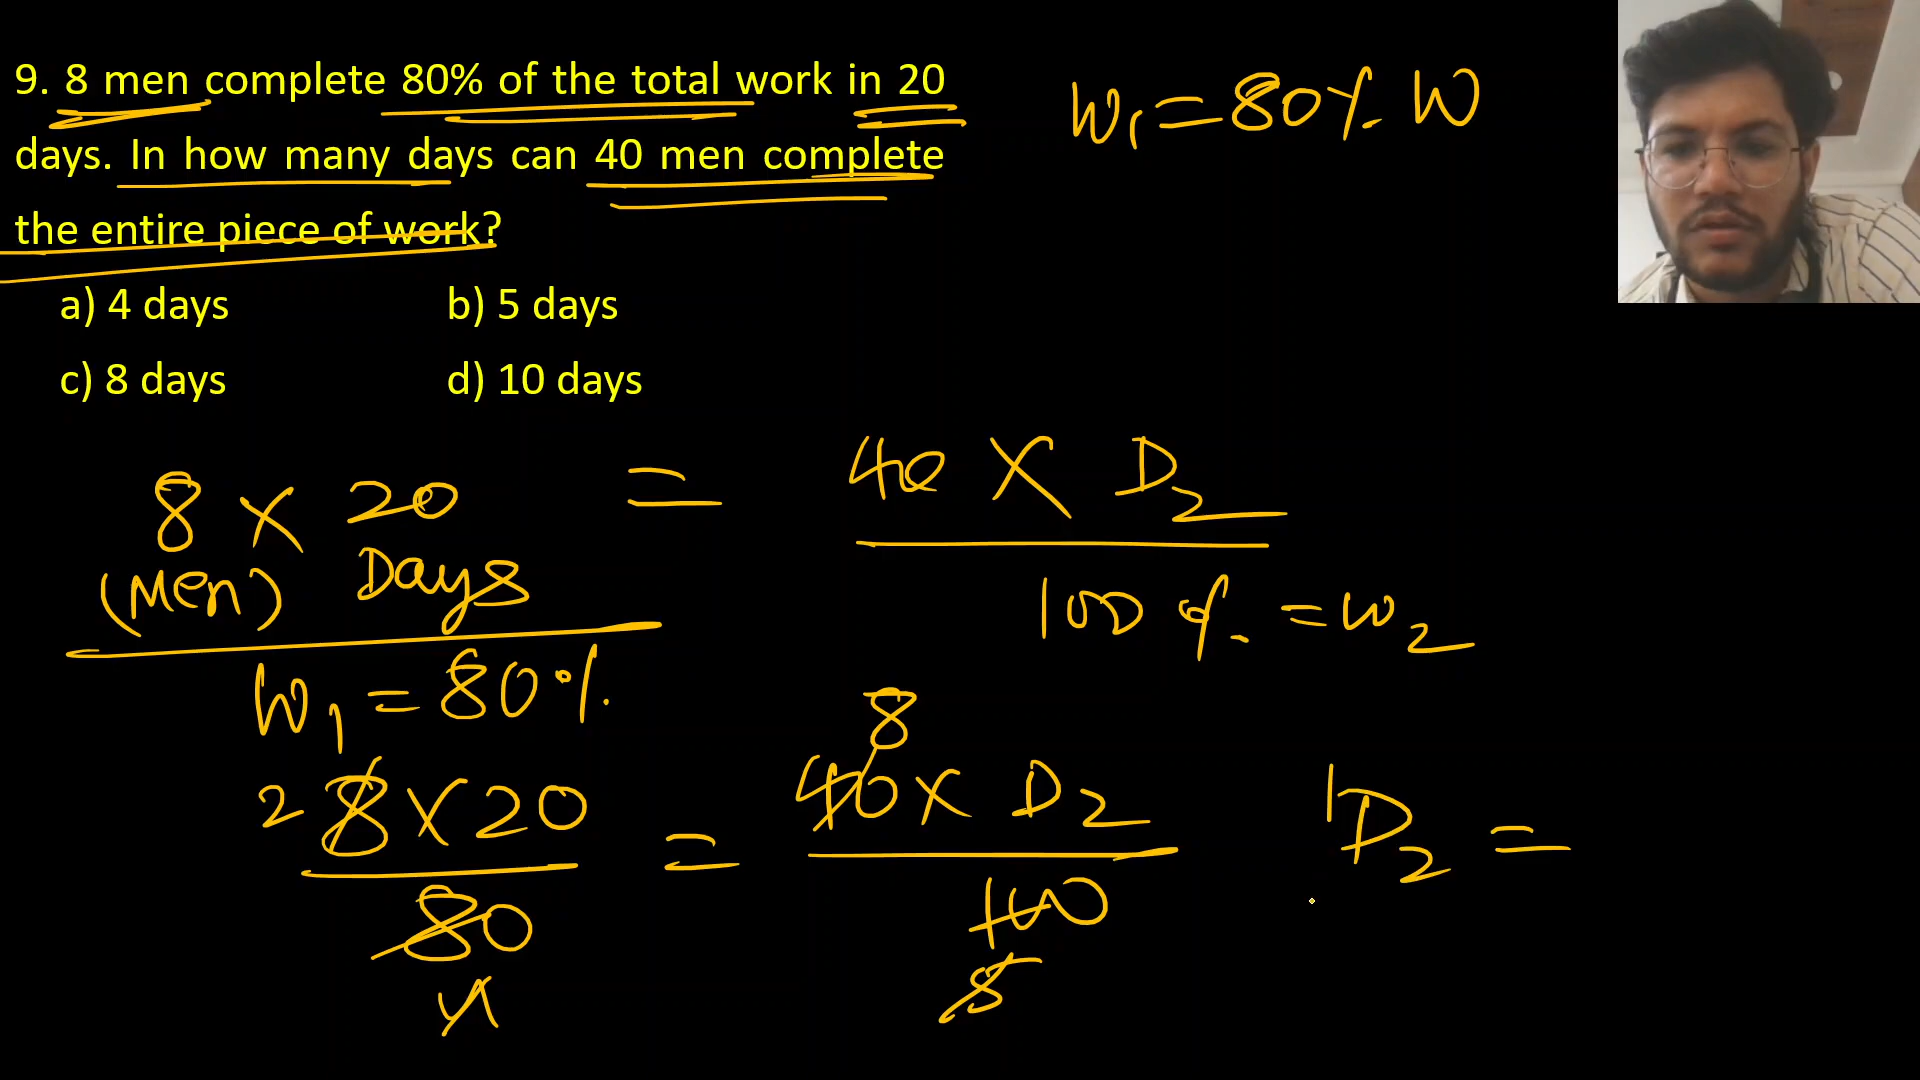 9. 8 men complete 80% of the total work in 20
days. In how many days can 40 men complete
the entire piece of work?
a) 4 days b) 5 days
c) 8 days d) 10 days
W₁ = 80% W
8 × 20 = 40 × D₂
(Men) Days
W₁ = 80%
100% = W₂
8
2 8 × 20 = 40 × D₂
80 100
4 5
D₂ =